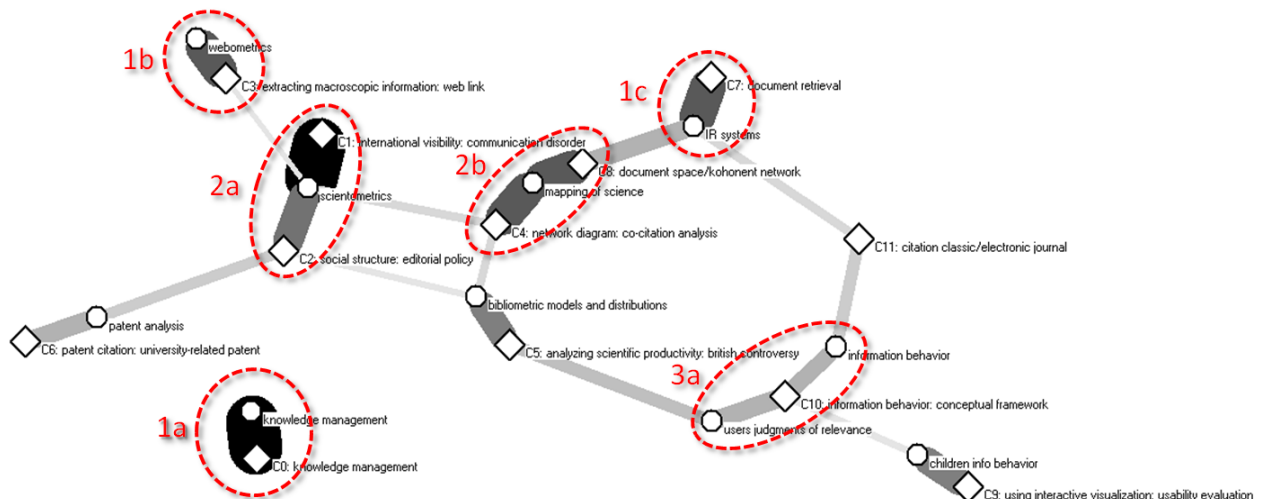 webometrics
1b
C3: extracting macroscopic information: web link
C7: document retrieval
1c
IR systems
C1: international visibility: communication disorder
2b
C8: document space/kohonent network
2a
mapping of science
scientometrics
C4: network diagram: co-citation analysis
C11: citation classic/electronic journal
C2: social structure: editorial policy
bibliometric models and distributions
patent analysis
C6: patent citation: university-related patent
C5: analyzing scientific productivity: british controversy
information behavior
3a
C10: information behavior: conceptual framework
1a
knowledge management
users judgments of relevance
C0: knowledge management
children info behavior
C9: using interactive visualization: usability evaluation